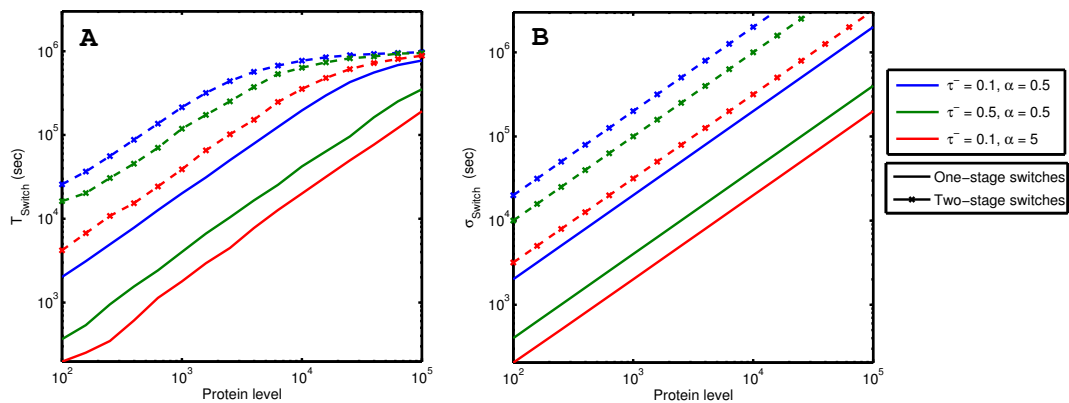 A
T_Switch (sec)
10^6
10^5
10^4
10^3
10^2
10^3
10^4
10^5
Protein level
B
σ_Switch (sec)
10^6
10^5
10^4
10^3
10^2
10^3
10^4
10^5
Protein level
τ⁻ = 0.1, α = 0.5
τ⁻ = 0.5, α = 0.5
τ⁻ = 0.1, α = 5
One-stage switches
Two-stage switches